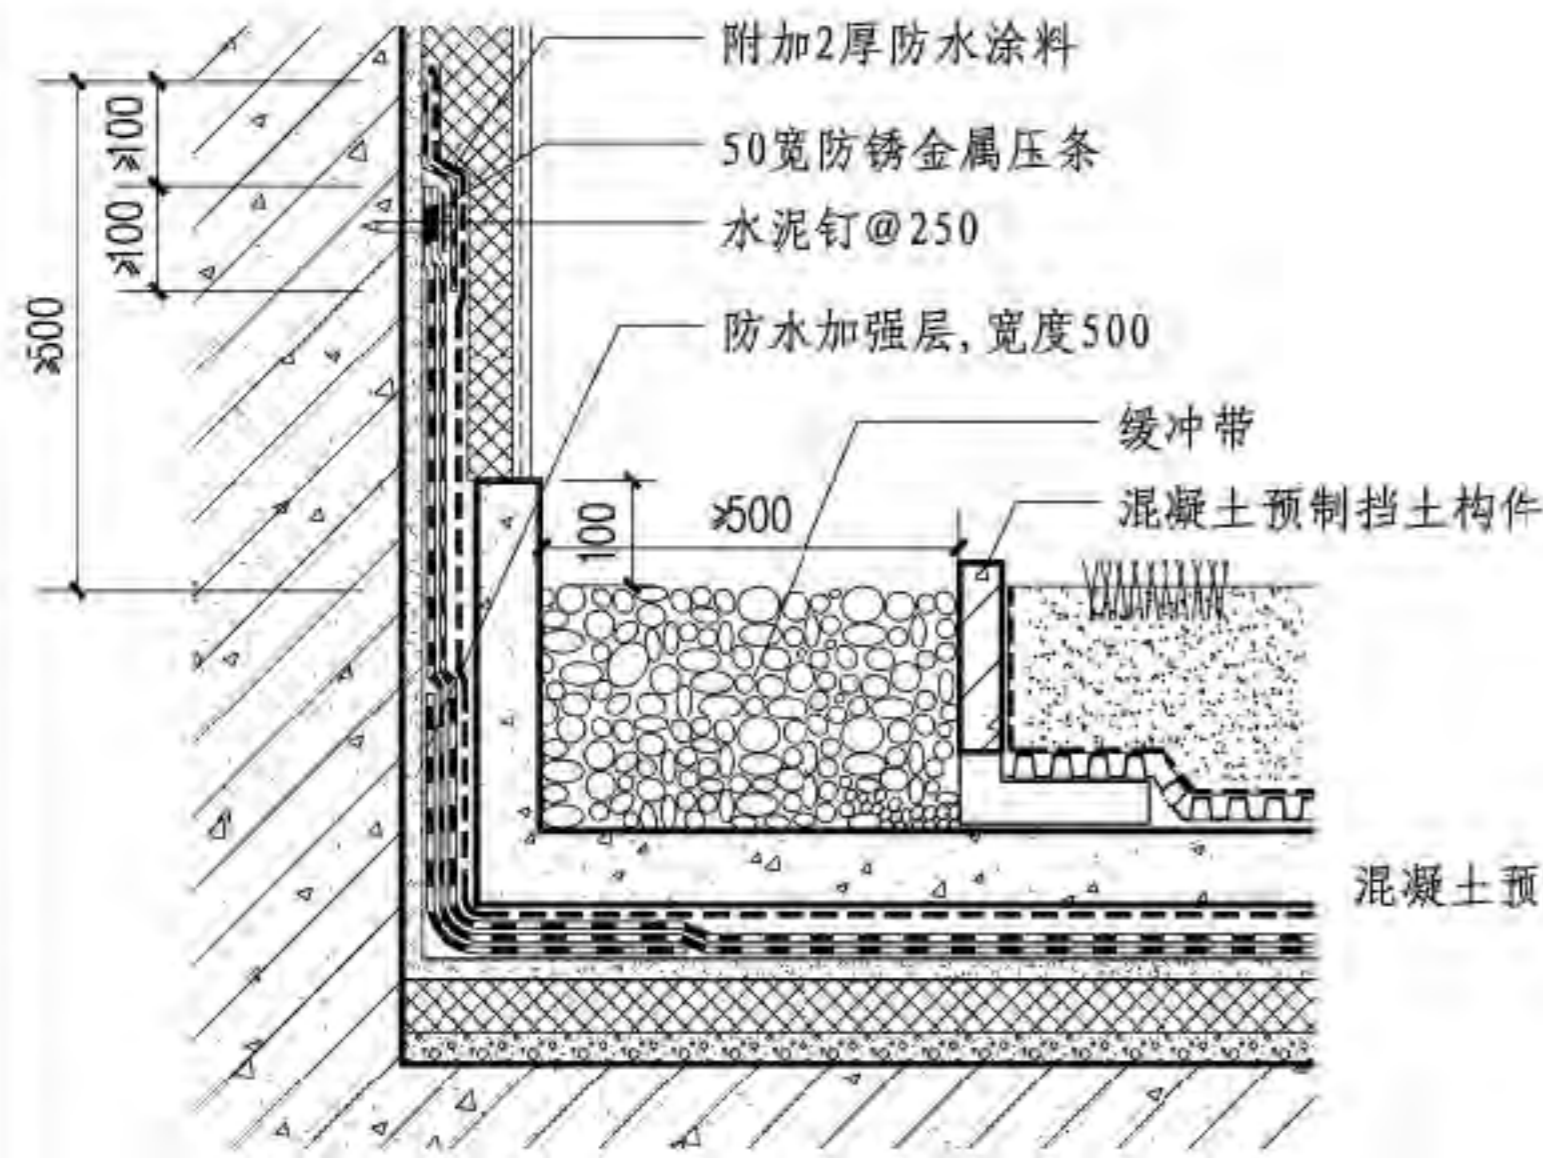 附加2厚防水涂料
≥100
50宽防锈金属压条
≥100
水泥钉@250
≥500
防水加强层,宽度500
缓冲带
100
≥500
混凝土预制挡土构件
混凝土预